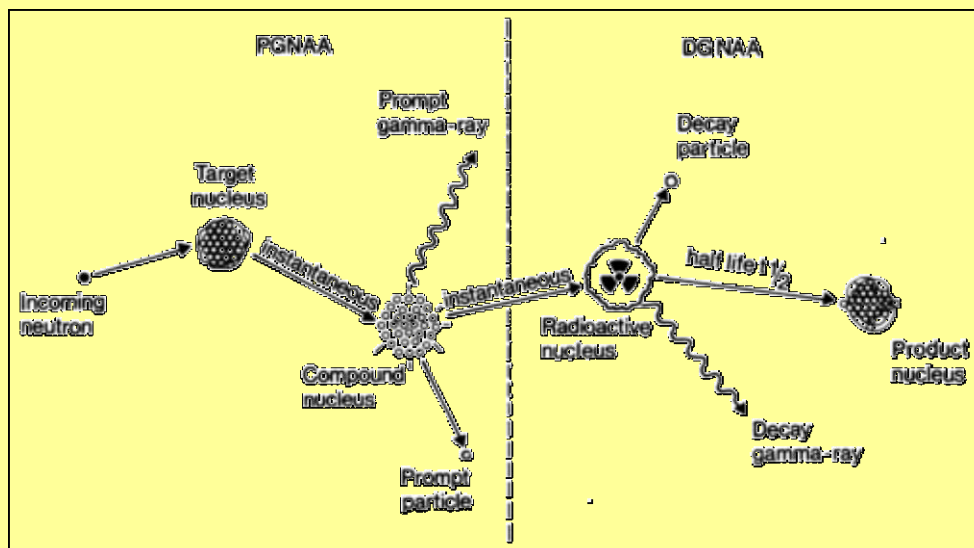 PGNAA
DGNAA
Prompt
gamma-ray
Decay
particle
Target
nucleus
instantaneous
instantaneous
half life t ½
Incoming
neutron
Radioactive
nucleus
Product
nucleus
Compound
nucleus
Decay
gamma-ray
Prompt
particle